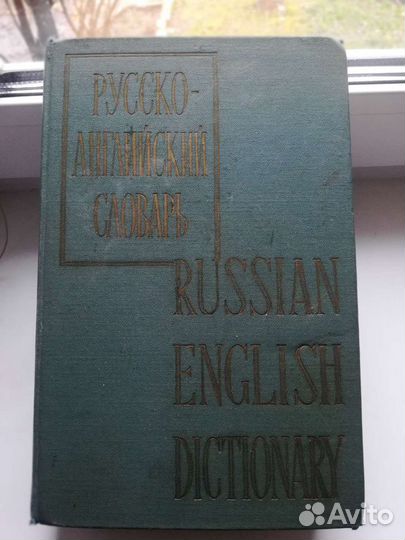 РУССКО-
АНГЛИЙСКИЙ
СЛОВАРЬ
RUSSIAN
ENGLISH
DICTIONARY
Avito